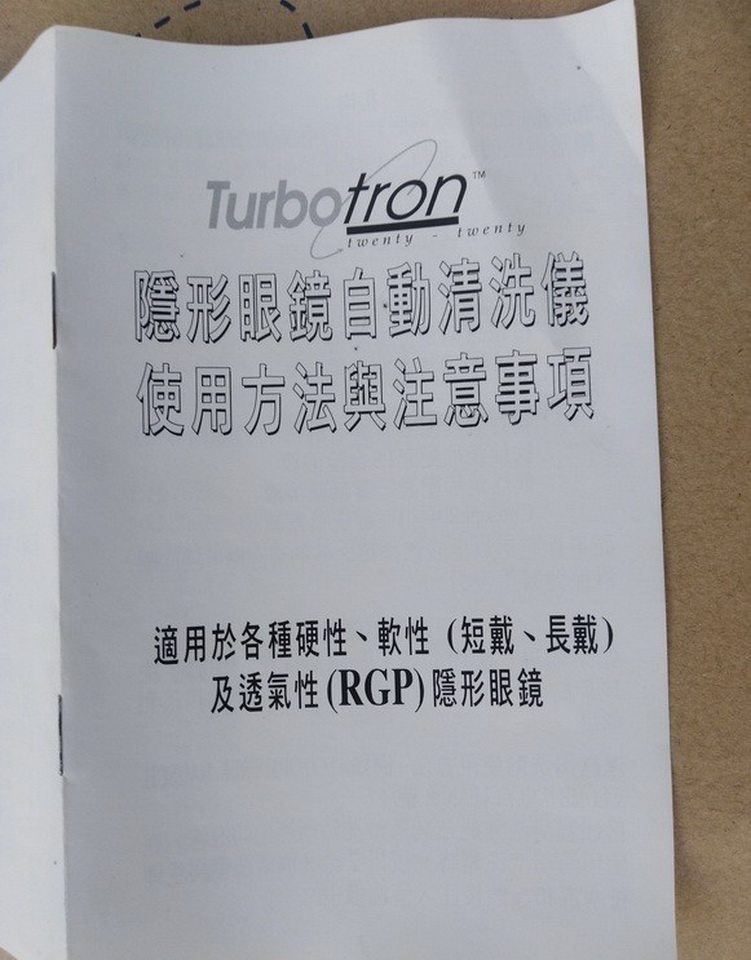 Turbotron™
twenty - twenty
隱形眼鏡自動清洗儀
使用方法與注意事項
適用於各種硬性、軟性 (短戴、長戴)
及透氣性(RGP)隱形眼鏡